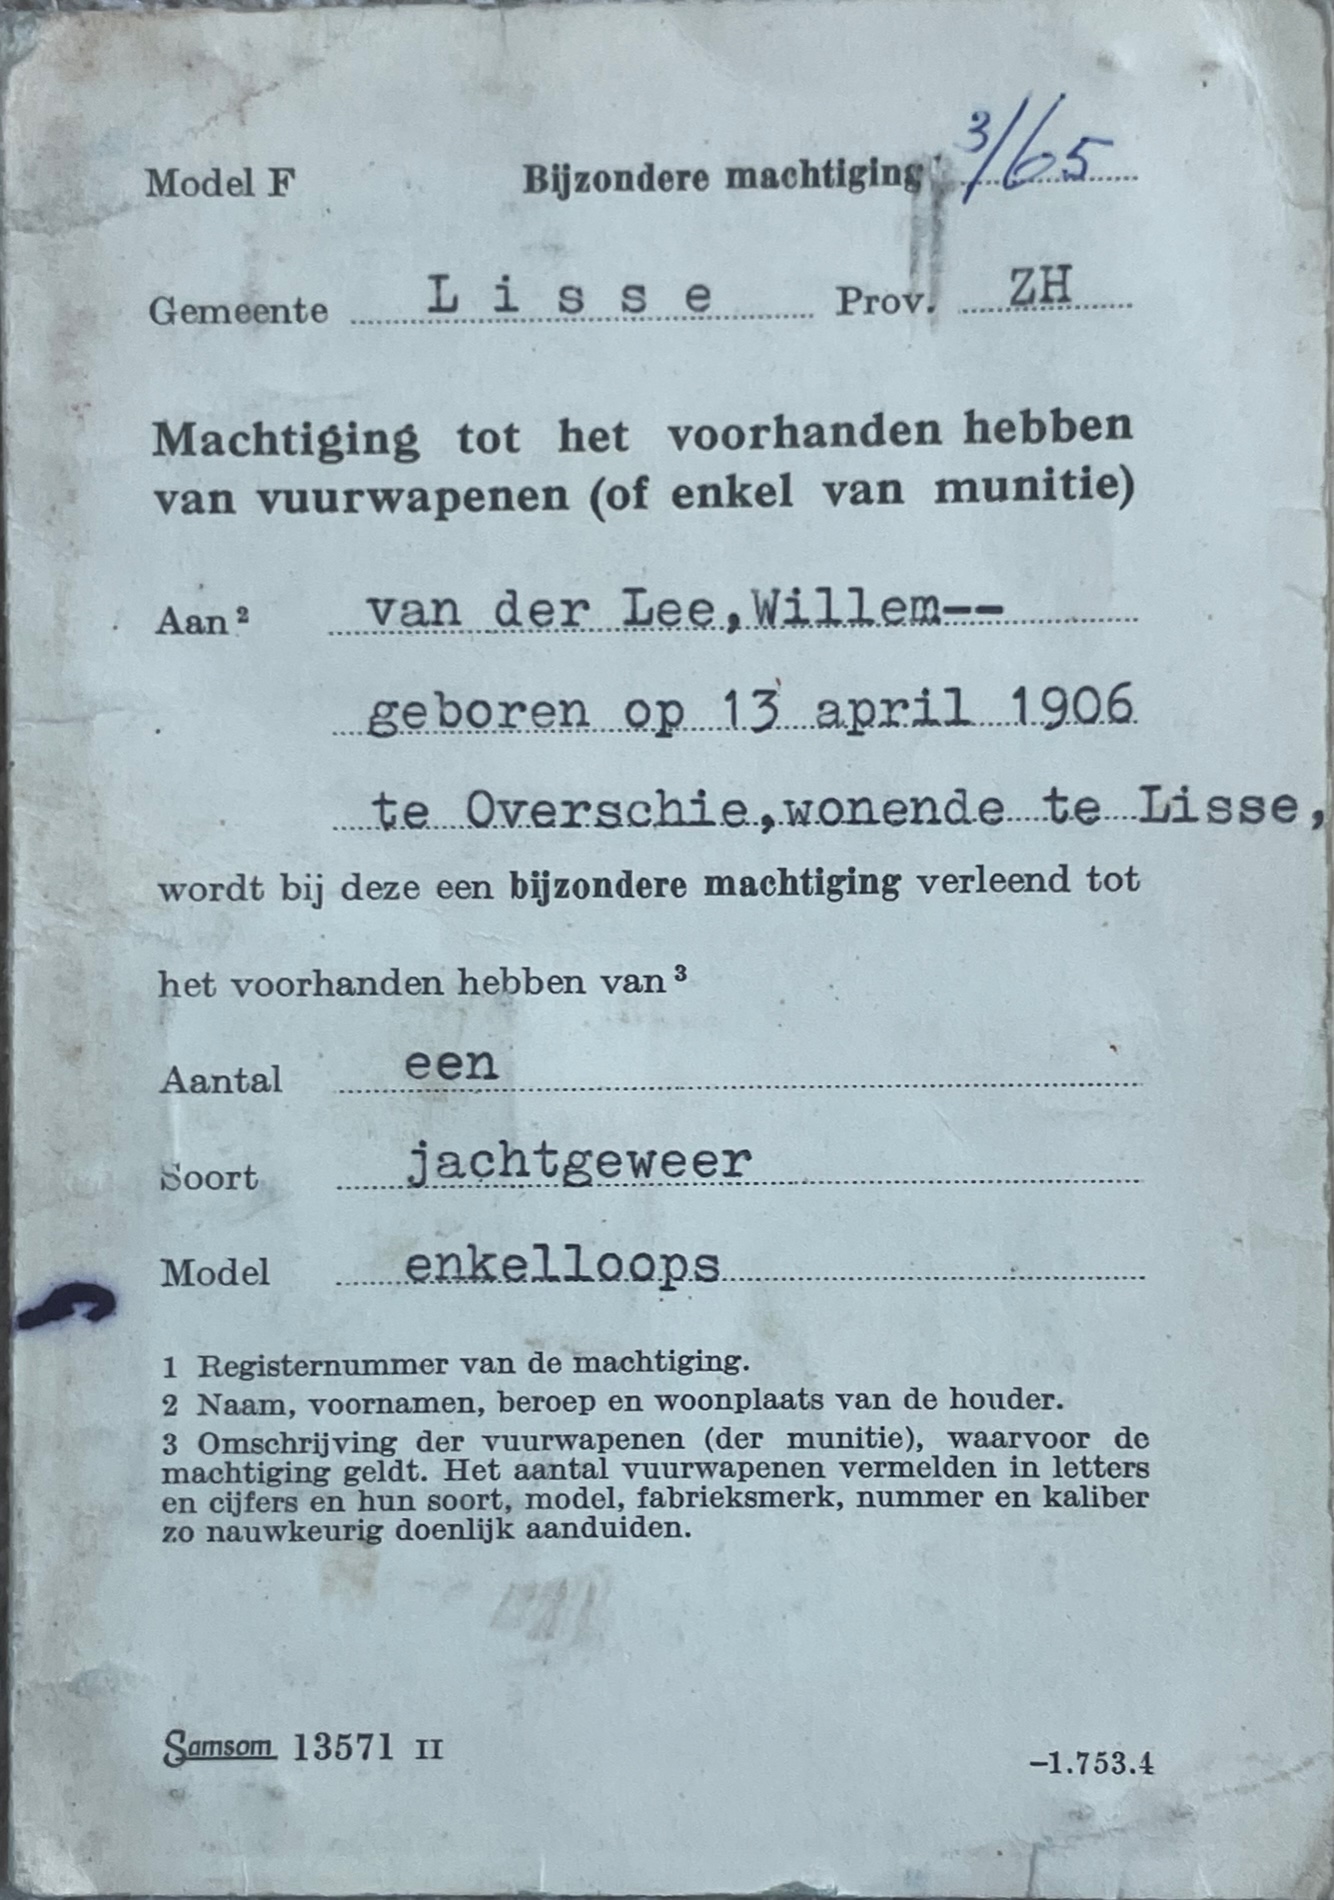 Model F Bijzondere machtiging 3/65
Gemeente Lisse Prov. ZH
Machtiging tot het voorhanden hebben
van vuurwapenen (of enkel van munitie)
Aan² van der Lee,Willem--
geboren op 13 april 1906
te Overschie,wonende te Lisse,
wordt bij deze een bijzondere machtiging verleend tot
het voorhanden hebben van³
Aantal een
Soort jachtgeweer
Model enkelloops
1 Registernummer van de machtiging.
2 Naam, voornamen, beroep en woonplaats van de houder.
3 Omschrijving der vuurwapenen (der munitie), waarvoor de
machtiging geldt. Het aantal vuurwapenen vermelden in letters
en cijfers en hun soort, model, fabrieksmerk, nummer en kaliber
zo nauwkeurig doenlijk aanduiden.
Samsom 13571 II
–1.753.4